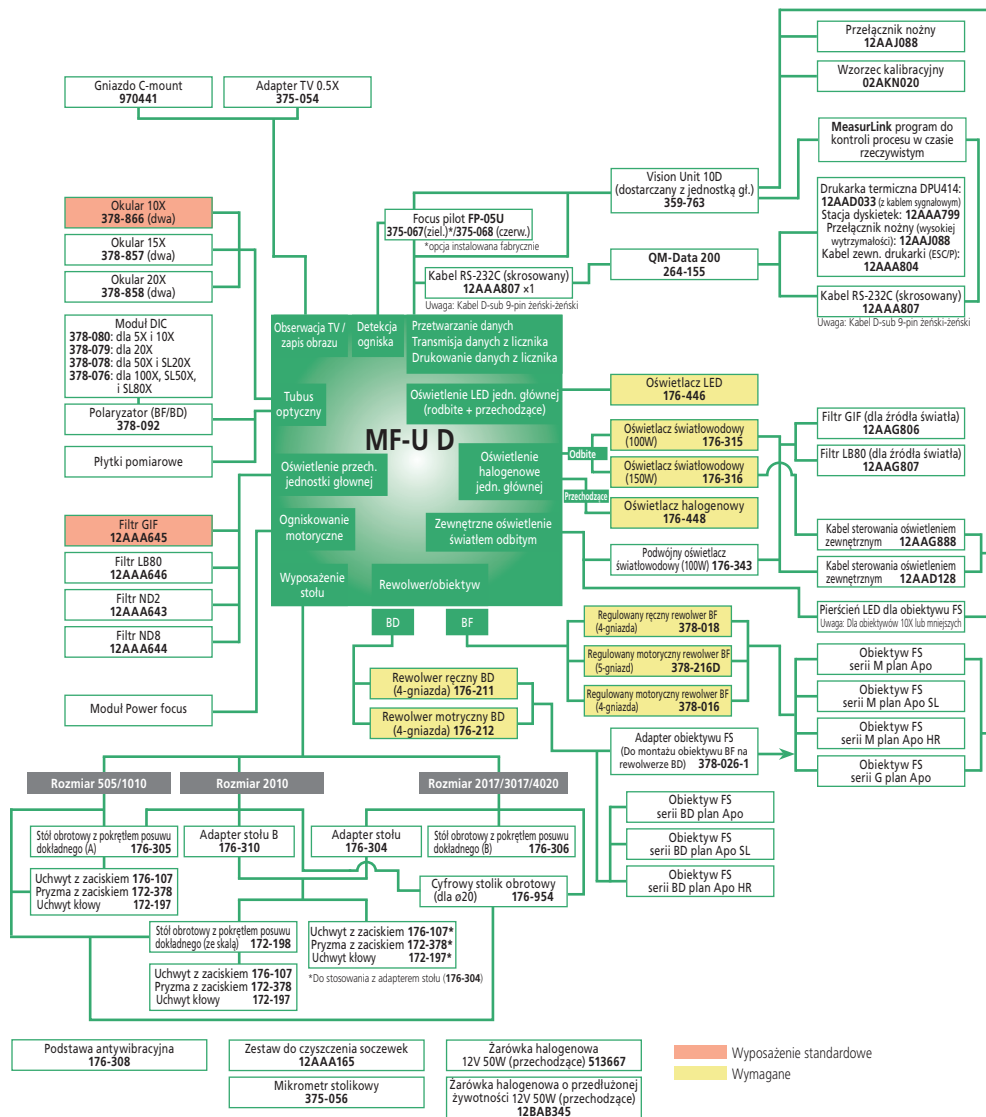 Przełącznik nożny
12AAJ088
Wzorzec kalibracyjny
02AKN020
Gniazdo C-mount
970441
Adapter TV 0.5X
375-054
MeasurLink program do
kontroli procesu w czasie
rzeczywistym
Vision Unit 10D
(dostarczany z jednostką gł.)
359-763
Drukarka termiczna DPU414:
12AAD033 (z kablem sygnałowym)
Stacja dyskietek: 12AAA799
Przełącznik nożny (wysokiej
wytrzymałości): 12AAJ088
Kabel zewn. drukarki (ESC/P):
12AAA804
Okular 10X
378-866 (dwa)
Okular 15X
378-857 (dwa)
Okular 20X
378-858 (dwa)
Focus pilot FP-05U
375-067(ziel.)*/375-068 (czerw.)
*opcja instalowana fabrycznie
Kabel RS-232C (skrosowany)
12AAA807 ×1
Uwaga: Kabel D-sub 9-pin żeński-żeński
QM-Data 200
264-155
Kabel RS-232C (skrosowany)
12AAA807
Uwaga: Kabel D-sub 9-pin żeński-żeński
Moduł DIC
378-080: dla 5X i 10X
378-079: dla 20X
378-078: dla 50X i SL20X
378-076: dla 100X, SL50X,
i SL80X
Polaryzator (BF/BD)
378-092
Płytki pomiarowe
Obserwacja TV /
zapis obrazu
Detekcja
ogniska
Przetwarzanie danych
Transmisja danych z licznika
Drukowanie danych z licznika
Tubus
optyczny
Oświetlenie LED jedn. głównej
(rodbite + przechodzące)
MF-U D
Oświetlenie przech.
jednostki głownej
Oświetlenie
halogenowe
jedn. głównej
Ogniskowanie
motoryczne
Zewnętrzne oświetlenie
światłem odbitym
Wyposażenie
stołu
Rewolwer/obiektyw
Oświetlacz LED
176-446
Odbite
Oświetlacz światłowodowy
(100W) 176-315
Oświetlacz światłowodowy
(150W) 176-316
Przechodzące
Oświetlacz halogenowy
176-448
Filtr GIF (dla źródła światła)
12AAG806
Filtr LB80 (dla źródła światła)
12AAG807
Kabel sterowania oświetleniem
zewnętrznym 12AAG888
Podwójny oświetlacz
światłowodowy (100W) 176-343
Kabel sterowania oświetleniem
zewnętrznym 12AAD128
Pierścień LED dla obiektywu FS
Uwaga: Dla obiektywów 10X lub mniejszych
Filtr GIF
12AAA645
Filtr LB80
12AAA646
Filtr ND2
12AAA643
Filtr ND8
12AAA644
Moduł Power focus
BD
BF
Regulowany ręczny rewolwer BF
(4-gniazda) 378-018
Regulowany motoryczny rewolwer BF
(5-gniazd) 378-216D
Regulowany motoryczny rewolwer BF
(4-gniazda) 378-016
Rewolwer ręczny BD
(4-gniazda) 176-211
Rewolwer motryczny BD
(4-gniazda) 176-212
Adapter obiektywu FS
(Do montażu obiektywu BF na
rewolwerze BD) 378-026-1
Obiektyw FS
serii M plan Apo
Obiektyw FS
serii M plan Apo SL
Obiektyw FS
serii M plan Apo HR
Obiektyw FS
serii G plan Apo
Obiektyw FS
serii BD plan Apo
Obiektyw FS
serii BD plan Apo SL
Obiektyw FS
serii BD plan Apo HR
Rozmiar 505/1010
Rozmiar 2010
Rozmiar 2017/3017/4020
Stół obrotowy z pokrętłem posuwu
dokładnego (A) 176-305
Adapter stołu B
176-310
Adapter stołu
176-304
Stół obrotowy z pokrętłem posuwu
dokładnego (B) 176-306
Uchwyt z zaciskiem 176-107
Pryzma z zaciskiem 172-378
Uchwyt kłowy 172-197
Cyfrowy stolik obrotowy
(dla ø20) 176-954
Stół obrotowy z pokrętłem posuwu
dokładnego (ze skalą) 172-198
Uchwyt z zaciskiem 176-107*
Pryzma z zaciskiem 172-378*
Uchwyt kłowy 172-197*
*Do stosowania z adapterem stołu (176-304)
Uchwyt z zaciskiem 176-107
Pryzma z zaciskiem 172-378
Uchwyt kłowy 172-197
Podstawa antywibracyjna
176-308
Zestaw do czyszczenia soczewek
12AAA165
Mikrometr stolikowy
375-056
Żarówka halogenowa
12V 50W (przechodzące) 513667
Żarówka halogenowa o przedłużonej
żywotności 12V 50W (przechodzące)
12BAB345
Wyposażenie standardowe
Wymagane